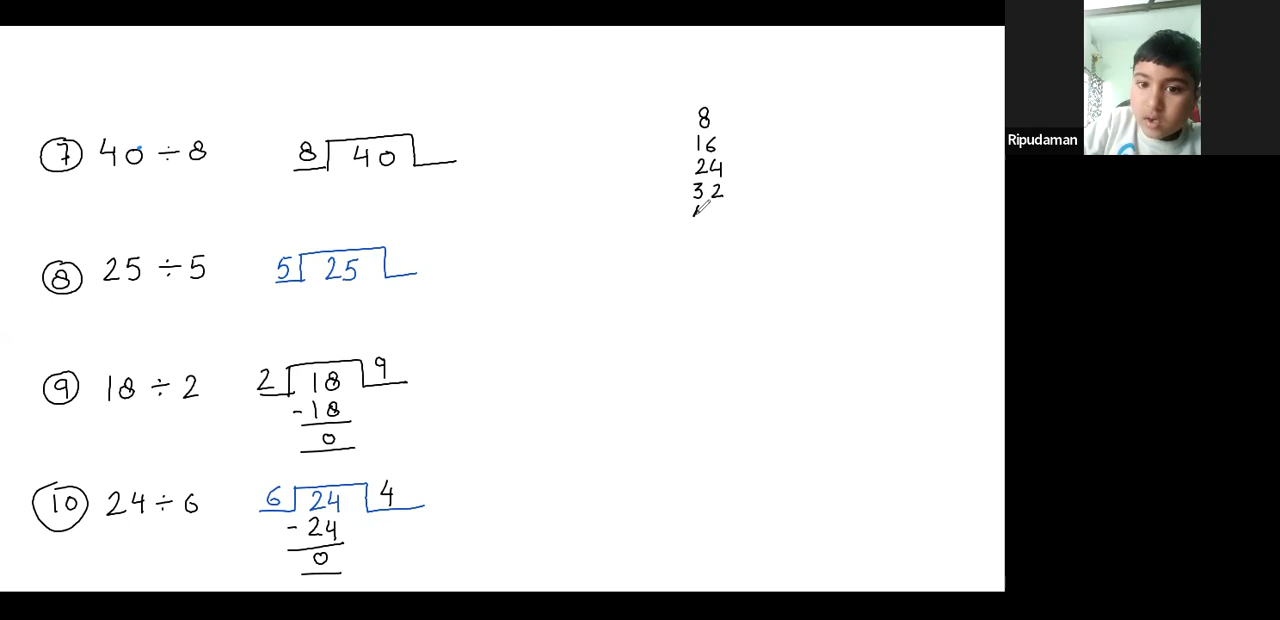 8
16
⑦ 40 ÷ 8 8 40
24
32
Ripudaman
⑧ 25 ÷ 5 5 25
⑨ 18 ÷ 2 2 18 9
-18
0
⑩ 24 ÷ 6 6 24 4
-24
0